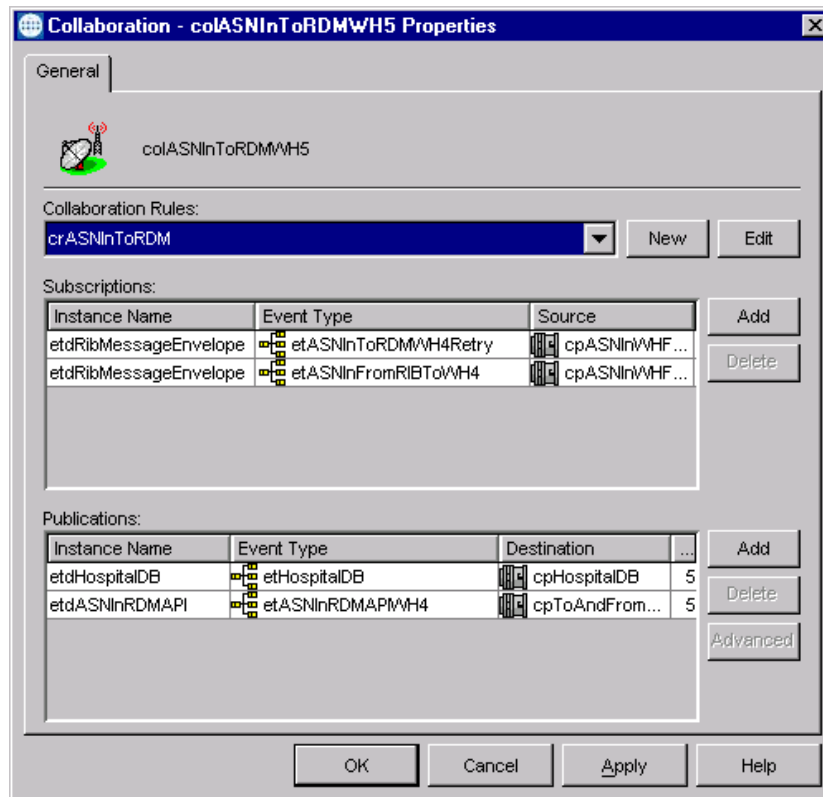 Collaboration - colASNInToRDMWH5 Properties
General
colASNInToRDMWH5
Collaboration Rules:
crASNInToRDM New Edit
Subscriptions:
Instance Name Event Type Source Add
etdRibMessageEnvelope etASNInToRDMWH4Retry cpASNInWHF...
etdRibMessageEnvelope etASNInFromRIBToWH4 cpASNInWHF...
Delete
Publications:
Instance Name Event Type Destination ... Add
etdHospitalDB etHospitalDB cpHospitalDB 5
etdASNInRDMAPI etASNInRDMAPIWH4 cpToAndFrom... 5
Delete
Advanced
OK Cancel Apply Help